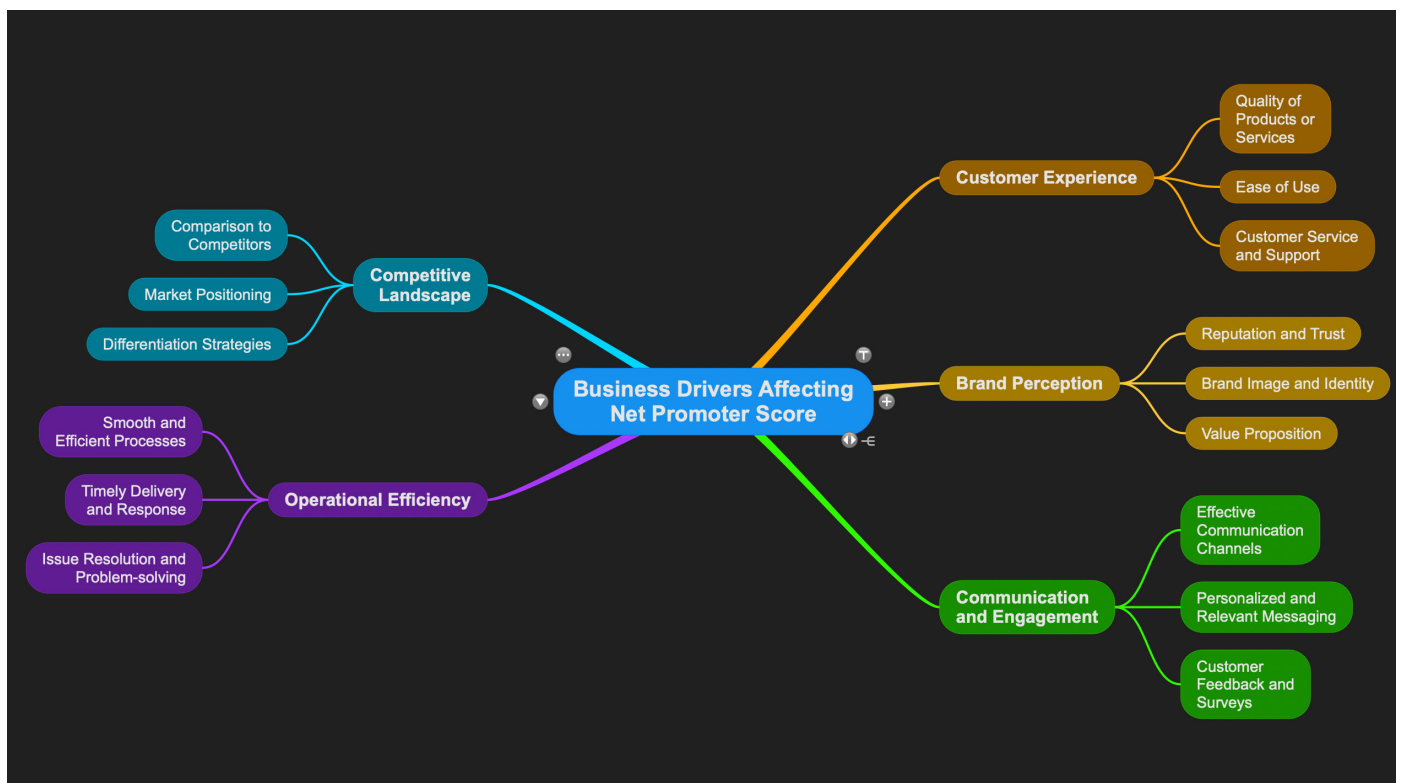 Business Drivers Affecting
Net Promoter Score
Customer Experience
Quality of
Products or
Services
Ease of Use
Customer Service
and Support
Brand Perception
Reputation and Trust
Brand Image and Identity
Value Proposition
Communication
and Engagement
Effective
Communication
Channels
Personalized and
Relevant Messaging
Customer
Feedback and
Surveys
Competitive
Landscape
Comparison to
Competitors
Market Positioning
Differentiation Strategies
Operational Efficiency
Smooth and
Efficient Processes
Timely Delivery
and Response
Issue Resolution and
Problem-solving